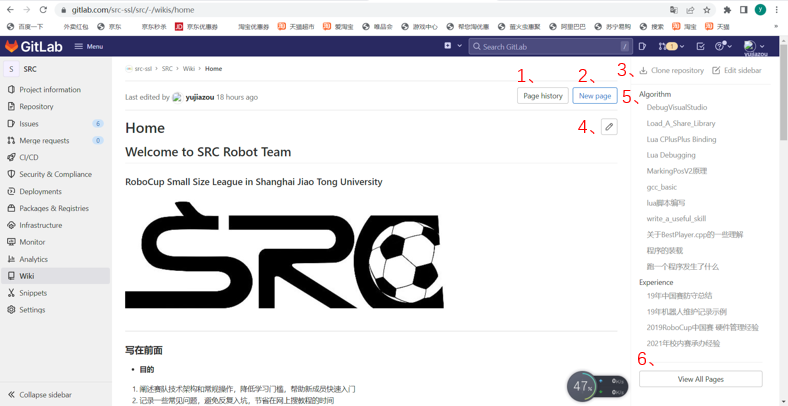 gitlab.com/src-ssl/src/-/wikis/home
百度一下 外卖红包 京东 京东秒杀 京东优惠券 淘宝优惠券 天猫超市 爱淘宝 唯品会 游戏中心 帮您淘优惠 萤火虫惠聚 阿里巴巴 苏宁易购 搜索 淘宝 天猫
GitLab Menu Search GitLab / 1
yujiazou
S SRC
src-ssl > SRC > Wiki > Home
1、 2、 3、
Clone repository Edit sidebar
Project information
Repository
Issues 6
Merge requests 0
CI/CD
Security & Compliance
Deployments
Packages & Registries
Infrastructure
Monitor
Analytics
Wiki
Snippets
Settings
Collapse sidebar
Last edited by yujiazou 18 hours ago
Page history New page
4、
Home
Welcome to SRC Robot Team
RoboCup Small Size League in Shanghai Jiao Tong University
SRC
写在前面
目的
1. 阐述赛队技术架构和常规操作，降低学习门槛，帮助新成员快速入门
2. 记录一些常见问题，避免反复入坑，节省在网上搜教程的时间
5、
Algorithm
DebugVisualStudio
Load_A_Share_Library
Lua CPlusPlus Binding
Lua Debugging
MarkingPosV2原理
gcc_basic
lua脚本编写
write_a_useful_skill
关于BestPlayer.cpp的一些理解
程序的装载
跑一个程序发生了什么
Experience
19年中国赛防守总结
19年机器人维护记录示例
2019RoboCup中国赛 硬件管理经验
2021年校内赛承办经验
6、
View All Pages
47%